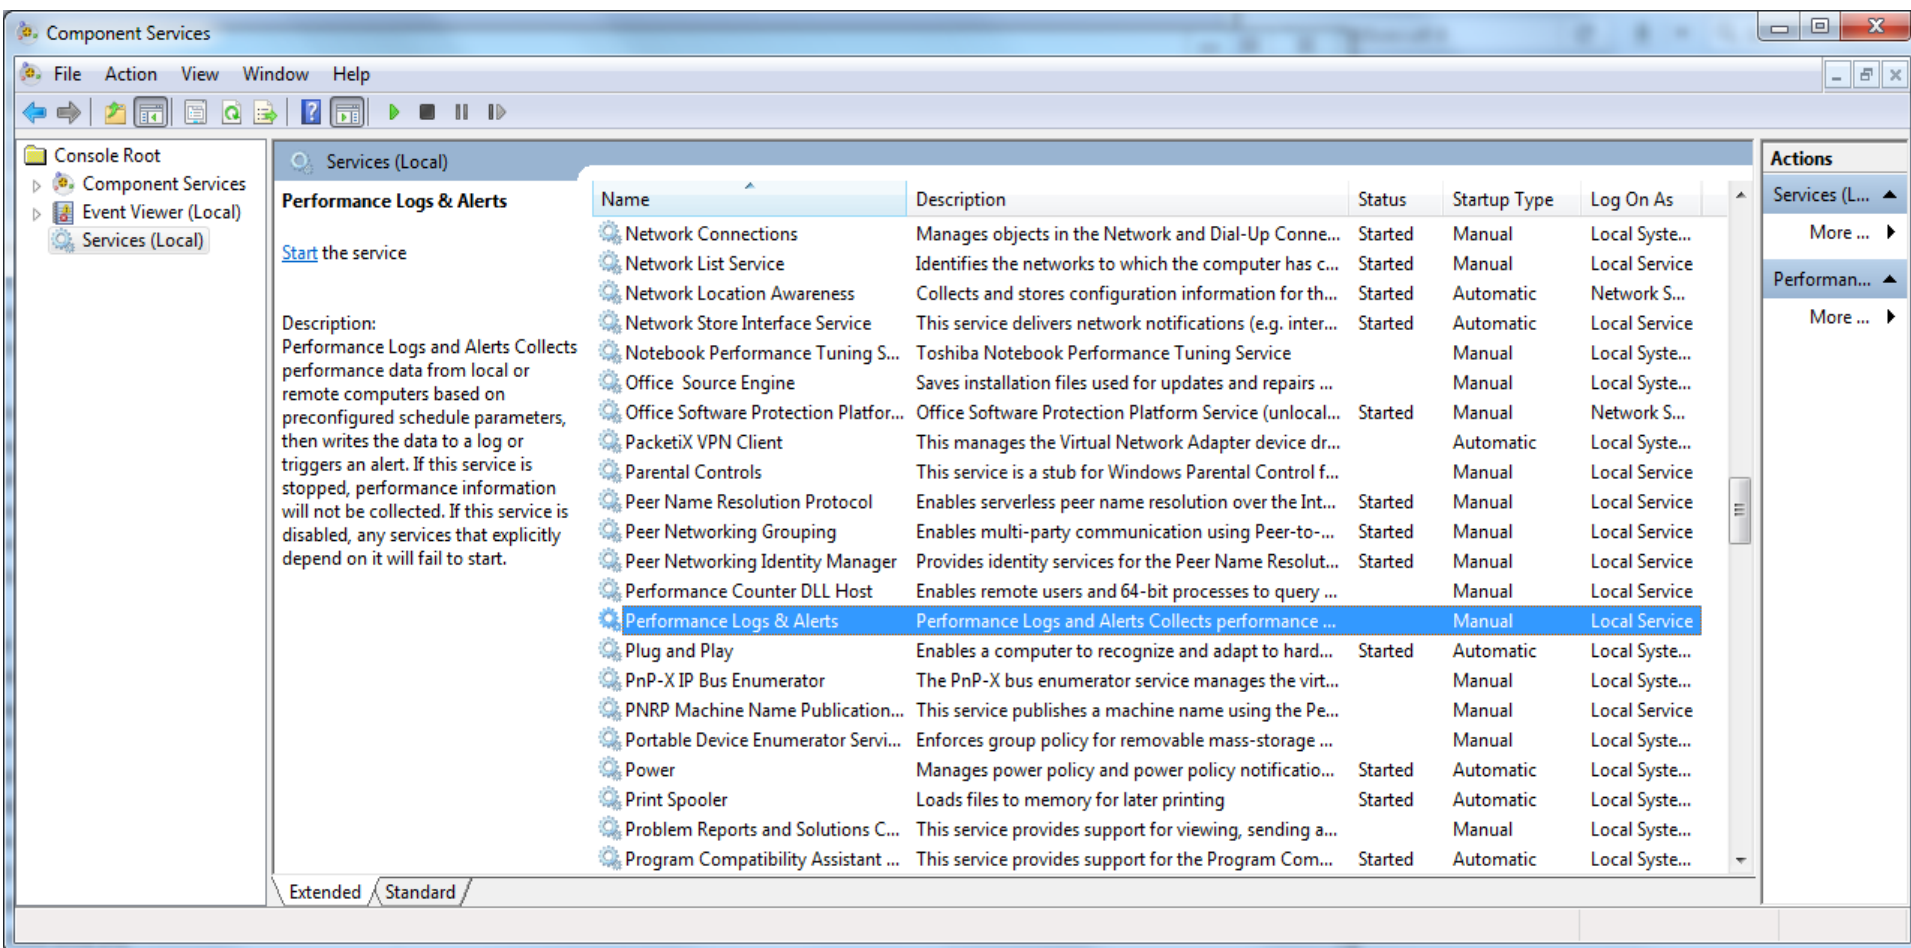 Component Services
File Action View Window Help
Console Root
Component Services
Event Viewer (Local)
Services (Local)
Services (Local)
Performance Logs & Alerts
Start the service
Description:
Performance Logs and Alerts Collects
performance data from local or
remote computers based on
preconfigured schedule parameters,
then writes the data to a log or
triggers an alert. If this service is
stopped, performance information
will not be collected. If this service is
disabled, any services that explicitly
depend on it will fail to start.
Name Description Status Startup Type Log On As
Network Connections Manages objects in the Network and Dial-Up Conne... Started Manual Local Syste...
Network List Service Identifies the networks to which the computer has c... Started Manual Local Service
Network Location Awareness Collects and stores configuration information for th... Started Automatic Network S...
Network Store Interface Service This service delivers network notifications (e.g. inter... Started Automatic Local Service
Notebook Performance Tuning S... Toshiba Notebook Performance Tuning Service Manual Local Syste...
Office  Source Engine Saves installation files used for updates and repairs ... Manual Local Syste...
Office Software Protection Platfor... Office Software Protection Platform Service (unlocal... Started Manual Network S...
PacketiX VPN Client This manages the Virtual Network Adapter device dr... Automatic Local Syste...
Parental Controls This service is a stub for Windows Parental Control f... Manual Local Service
Peer Name Resolution Protocol Enables serverless peer name resolution over the Int... Started Manual Local Service
Peer Networking Grouping Enables multi-party communication using Peer-to-... Started Manual Local Service
Peer Networking Identity Manager Provides identity services for the Peer Name Resolut... Started Manual Local Service
Performance Counter DLL Host Enables remote users and 64-bit processes to query ... Manual Local Service
Performance Logs & Alerts Performance Logs and Alerts Collects performance ... Manual Local Service
Plug and Play Enables a computer to recognize and adapt to hard... Started Automatic Local Syste...
PnP-X IP Bus Enumerator The PnP-X bus enumerator service manages the virt... Manual Local Syste...
PNRP Machine Name Publication... This service publishes a machine name using the Pe... Manual Local Service
Portable Device Enumerator Servi... Enforces group policy for removable mass-storage ... Manual Local Syste...
Power Manages power policy and power policy notificatio... Started Automatic Local Syste...
Print Spooler Loads files to memory for later printing Started Automatic Local Syste...
Problem Reports and Solutions C... This service provides support for viewing, sending a... Manual Local Syste...
Program Compatibility Assistant ... This service provides support for the Program Com... Started Automatic Local Syste...
Extended Standard
Actions
Services (L...
More ...
Performan...
More ...